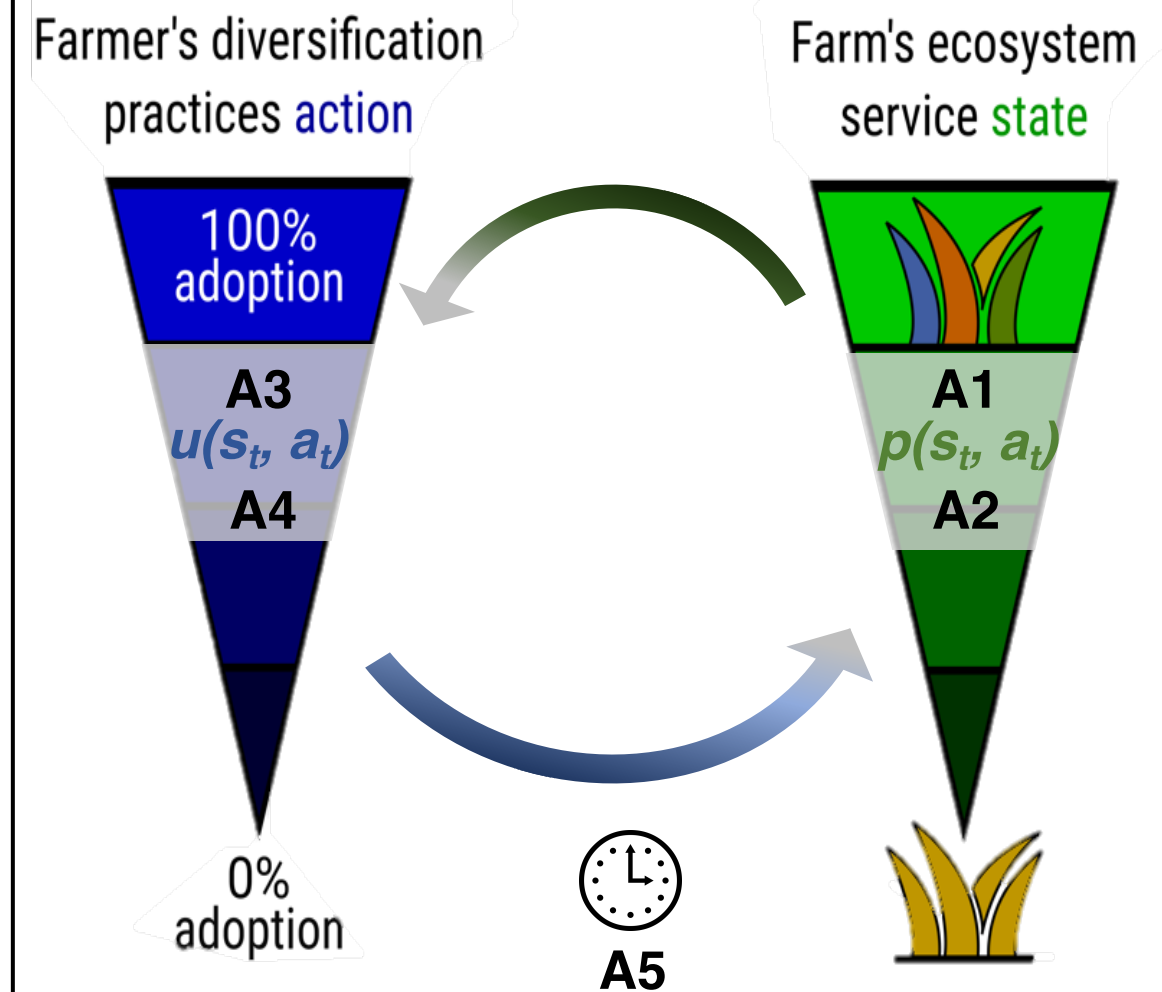 Farmer's diversification
practices action
100%
adoption
A3
u(sₜ, aₜ)
A4
0%
adoption
Farm's ecosystem
service state
A1
p(sₜ, aₜ)
A2
A5